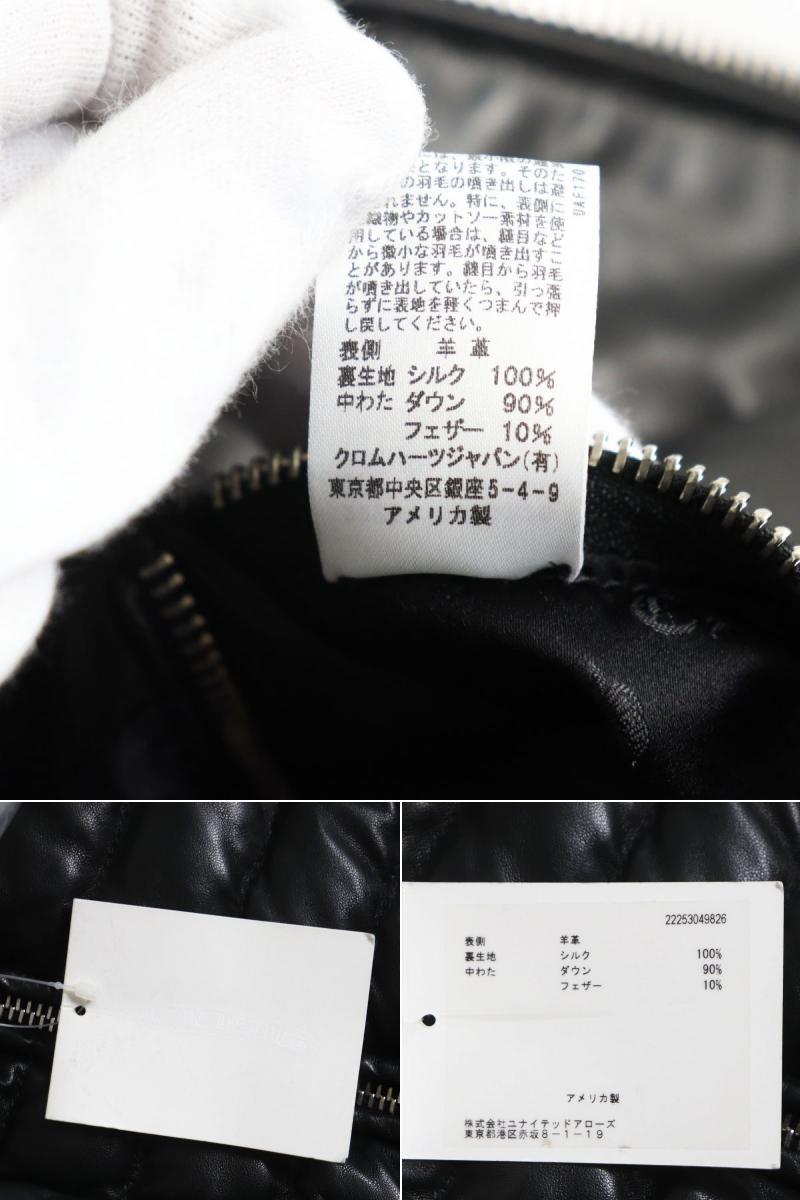 となります。その
の羽毛の噴き出しは避
れません。特に、表側に
織物やカットソー素材を使
用している場合は、縫目など
から微小な羽毛が噴き出すこ
とがあります。縫目から羽毛
が噴き出していたら、引っ張
らずに表地を軽くつまんで押
し戻してください。
表側 羊革
裏生地 シルク 100%
中わた ダウン 90%
フェザー 10%
クロムハーツジャパン(有)
東京都中央区銀座5-4-9
アメリカ製
UAF170
22253049826
表側 羊革
裏生地 シルク 100%
中わた ダウン 90%
フェザー 10%
アメリカ製
株式会社ユナイテッドアローズ
東京都港区赤坂8-1-19